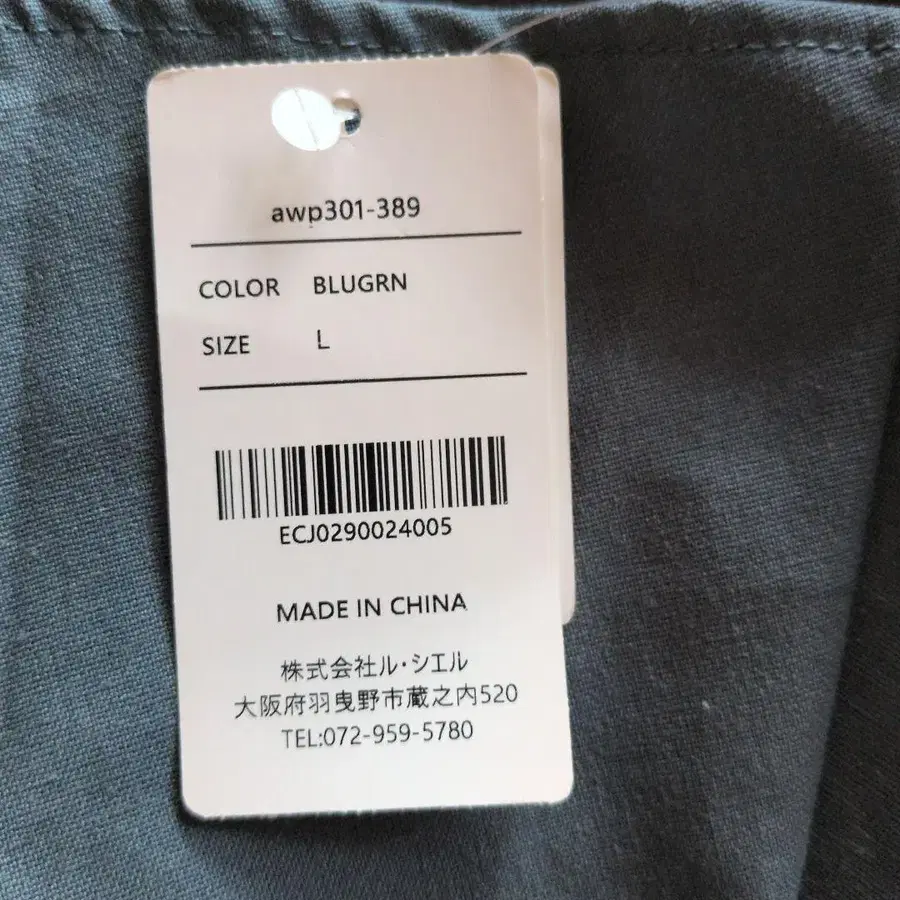 awp301-389
COLOR BLUGRN
SIZE L
ECJ0290024005
MADE IN CHINA
株式会社ル・シエル
大阪府羽曳野市蔵之内520
TEL:072-959-5780